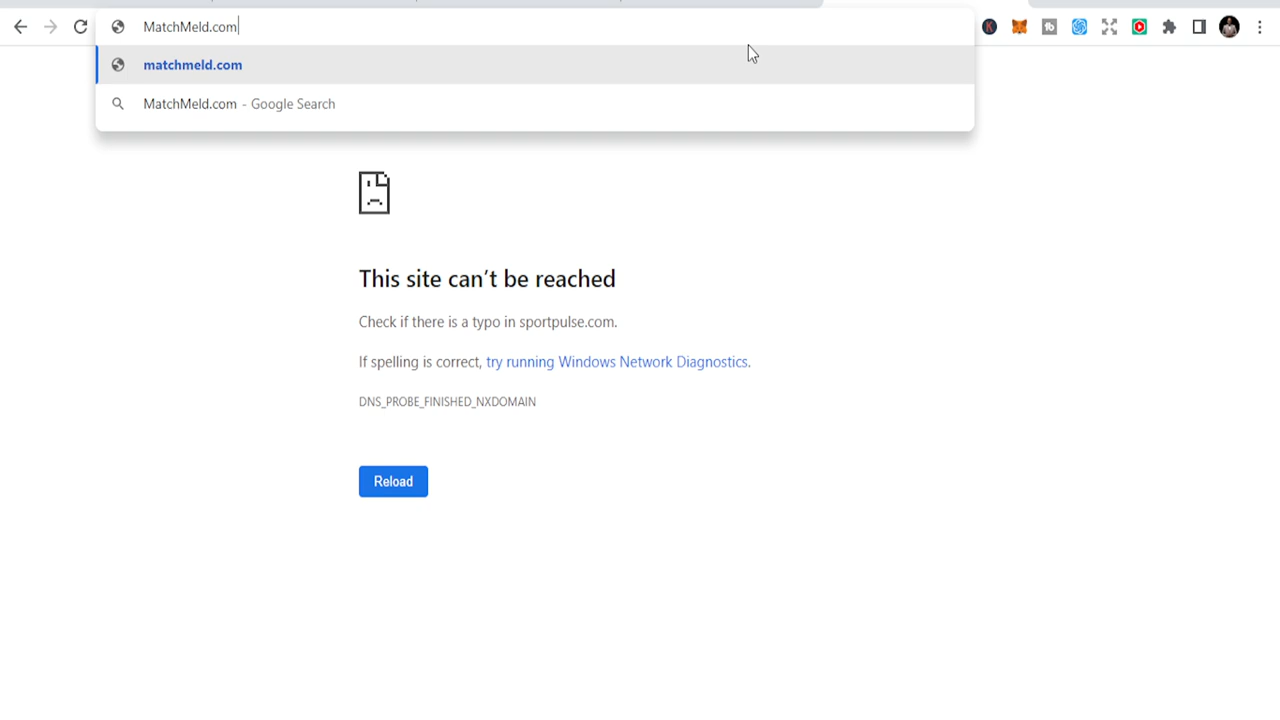 MatchMeld.com
matchmeld.com
MatchMeld.com - Google Search
This site can’t be reached
Check if there is a typo in sportpulse.com.
If spelling is correct, try running Windows Network Diagnostics.
DNS_PROBE_FINISHED_NXDOMAIN
Reload